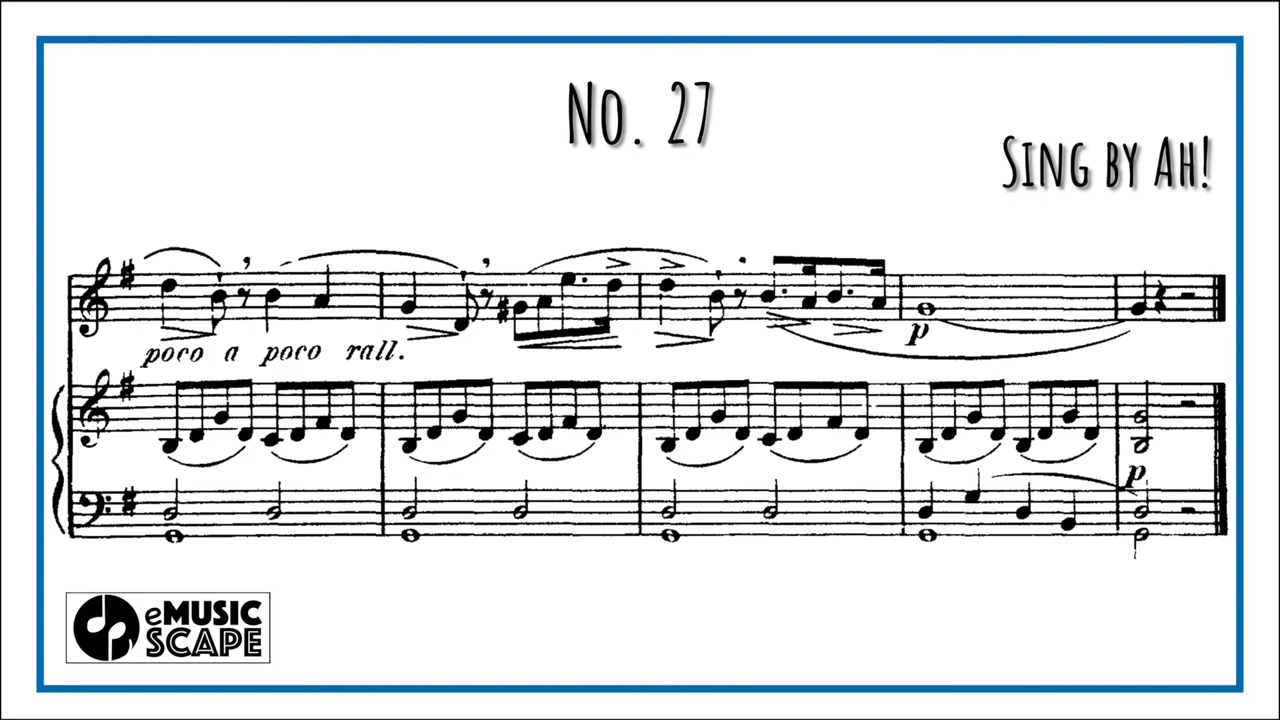 No. 27
Sing by Ah!
poco a poco rall.
p
p
eMUSIC
SCAPE